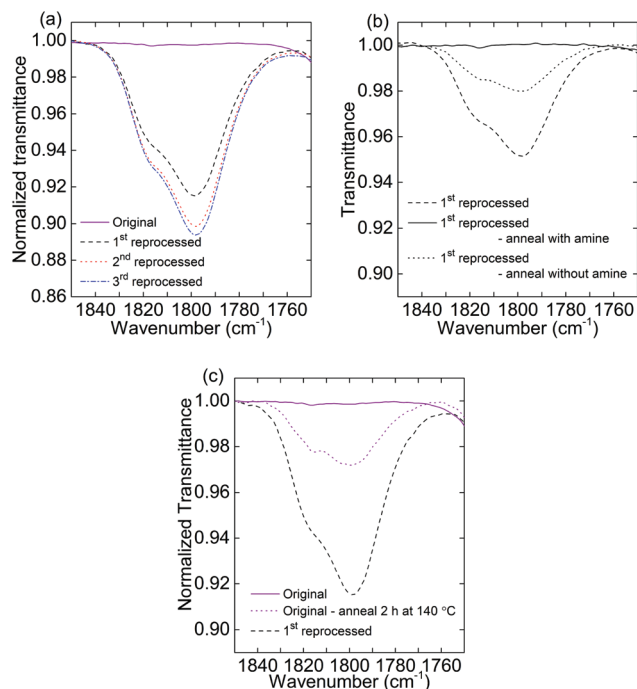 (a)
1.00
0.98
0.96
0.94
0.92
0.90
0.88
0.86
Normalized transmittance
Original
1st reprocessed
2nd reprocessed
3rd reprocessed
1840 1820 1800 1780 1760
Wavenumber (cm-1)
(b)
1.00
0.98
0.96
0.94
0.92
0.90
Transmittance
1st reprocessed
1st reprocessed
- anneal with amine
1st reprocessed
- anneal without amine
1840 1820 1800 1780 1760
Wavenumber (cm-1)
(c)
1.00
0.98
0.96
0.94
0.92
0.90
Normalized Transmittance
Original
Original - anneal 2 h at 140 °C
1st reprocessed
1840 1820 1800 1780 1760
Wavenumber (cm-1)